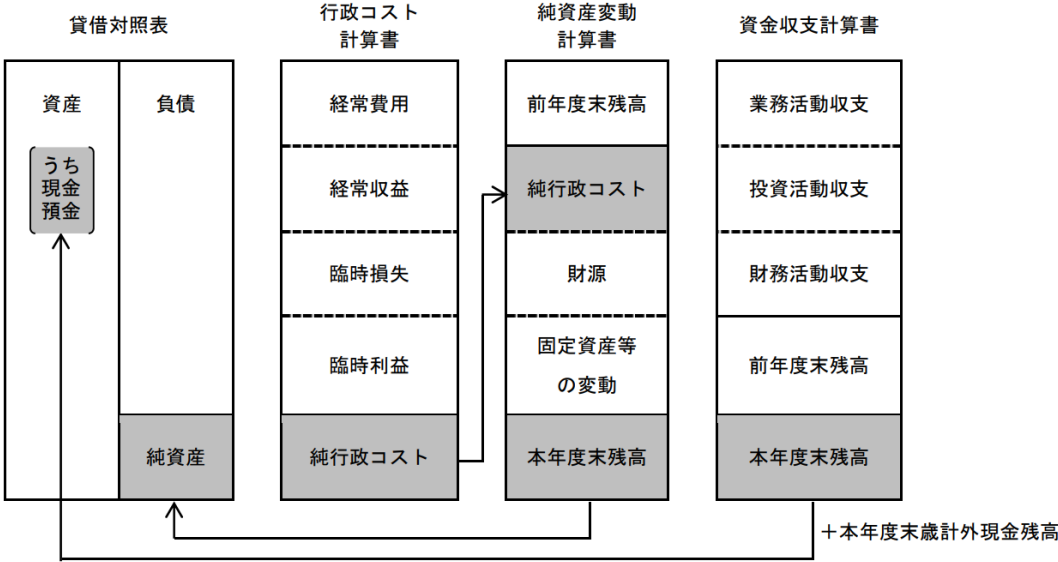 貸借対照表
資産
負債
うち
現金
預金
純資産
行政コスト
計算書
経常費用
経常収益
臨時損失
臨時利益
純行政コスト
純資産変動
計算書
前年度末残高
純行政コスト
財源
固定資産等
の変動
本年度末残高
資金収支計算書
業務活動収支
投資活動収支
財務活動収支
前年度末残高
本年度末残高
＋本年度末歳計外現金残高